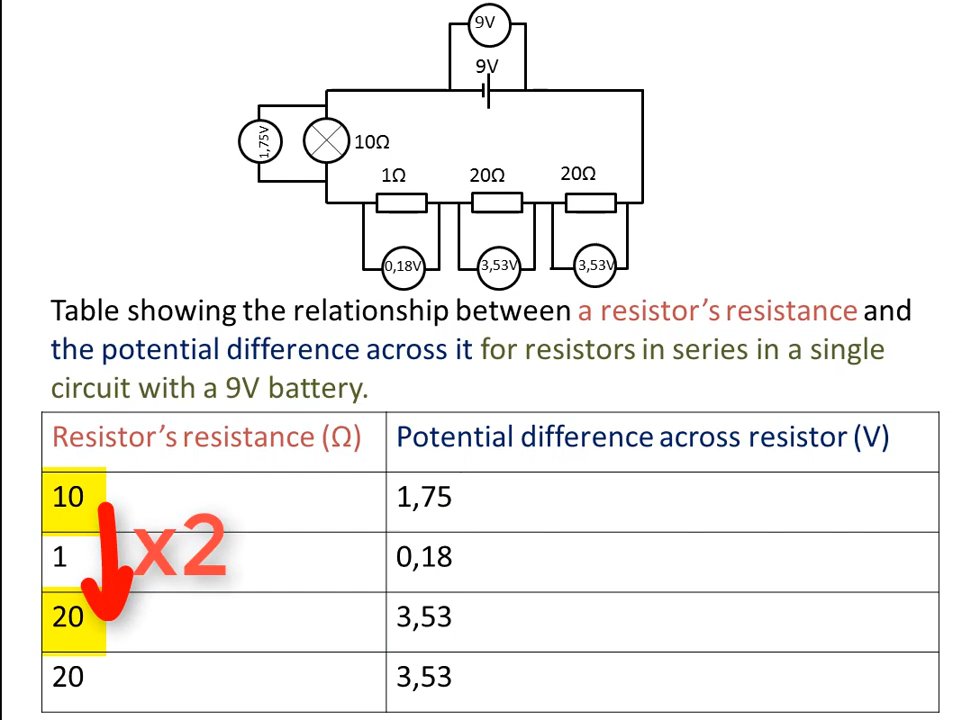 9V
9V
1,75V
10Ω
1Ω 20Ω 20Ω
0,18V 3,53V 3,53V
Table showing the relationship between a resistor's resistance and
the potential difference across it for resistors in series in a single
circuit with a 9V battery.
Resistor's resistance (Ω) Potential difference across resistor (V)
10 1,75
x2
1 0,18
20 3,53
20 3,53